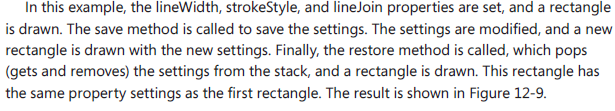 In this example, the lineWidth, strokeStyle, and lineJoin properties are set, and a rectangle
is drawn. The save method is called to save the settings. The settings are modified, and a new
rectangle is drawn with the new settings. Finally, the restore method is called, which pops
(gets and removes) the settings from the stack, and a rectangle is drawn. This rectangle has
the same property settings as the first rectangle. The result is shown in Figure 12-9.